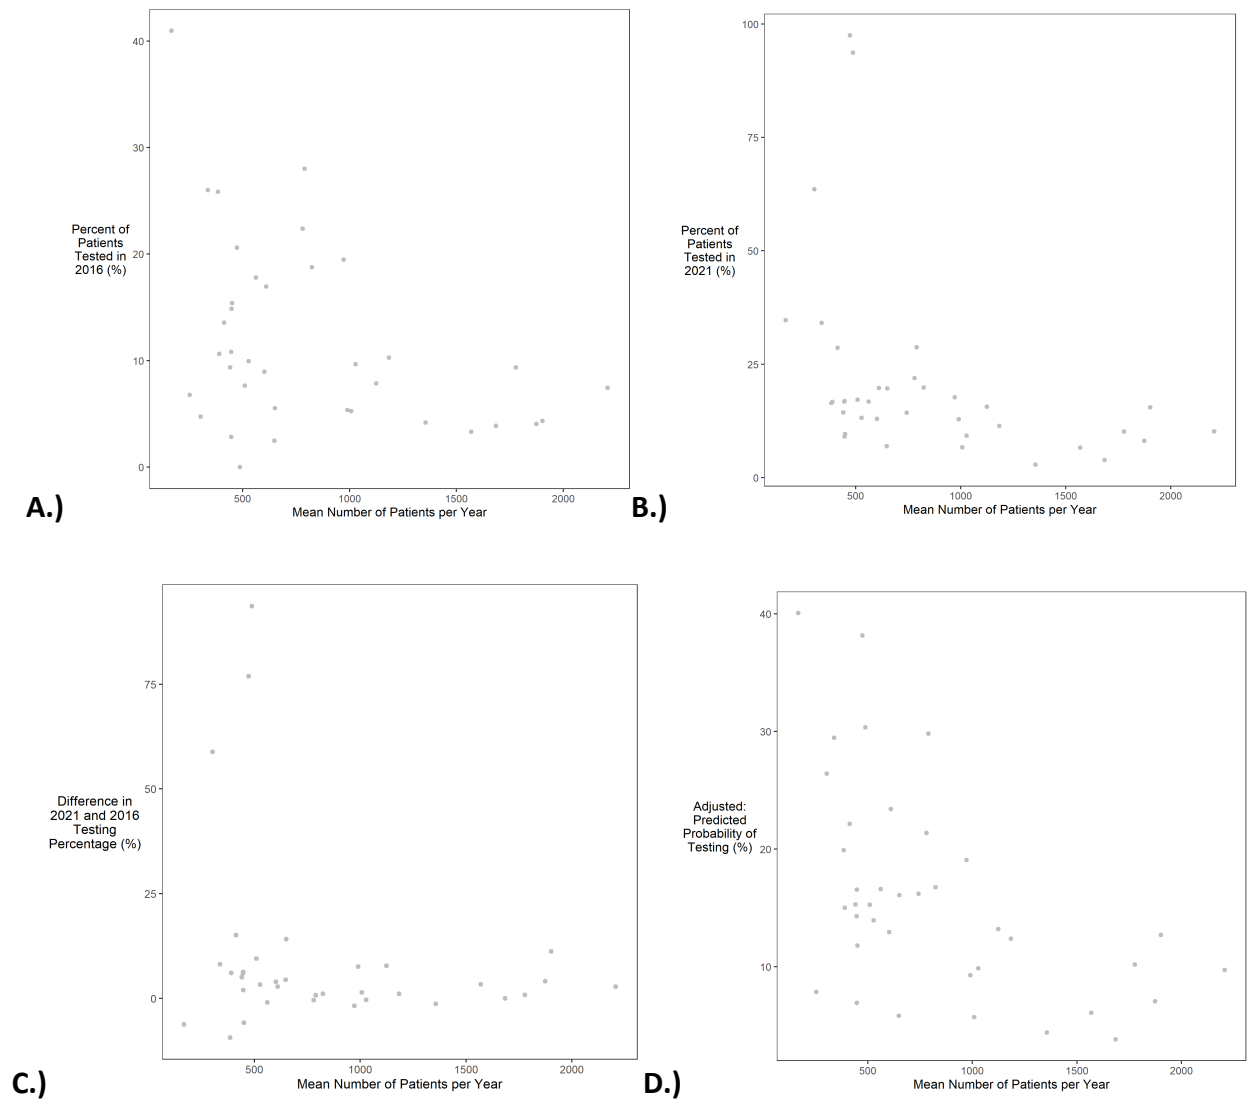 40
30
20
10
0
Percent of
Patients
Tested in
2016 (%)
500 1000 1500 2000
Mean Number of Patients per Year
A.)
100
75
50
25
0
Percent of
Patients
Tested in
2021 (%)
500 1000 1500 2000
Mean Number of Patients per Year
B.)
75
50
25
0
Difference in
2021 and 2016
Testing
Percentage (%)
500 1000 1500 2000
Mean Number of Patients per Year
C.)
40
30
20
10
Adjusted:
Predicted
Probability of
Testing (%)
500 1000 1500 2000
Mean Number of Patients per Year
D.)